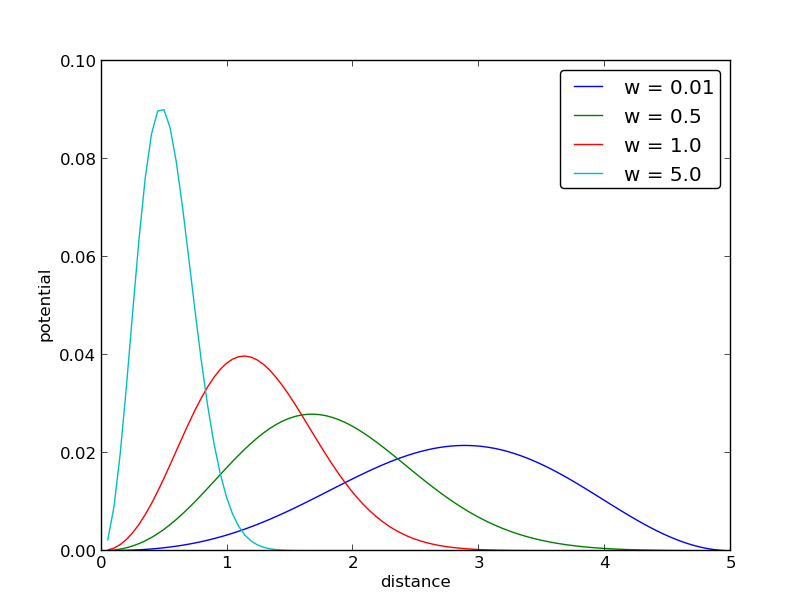 0.10
0.08
0.06
0.04
0.02
0.00
potential
0 1 2 3 4 5
distance
w = 0.01
w = 0.5
w = 1.0
w = 5.0